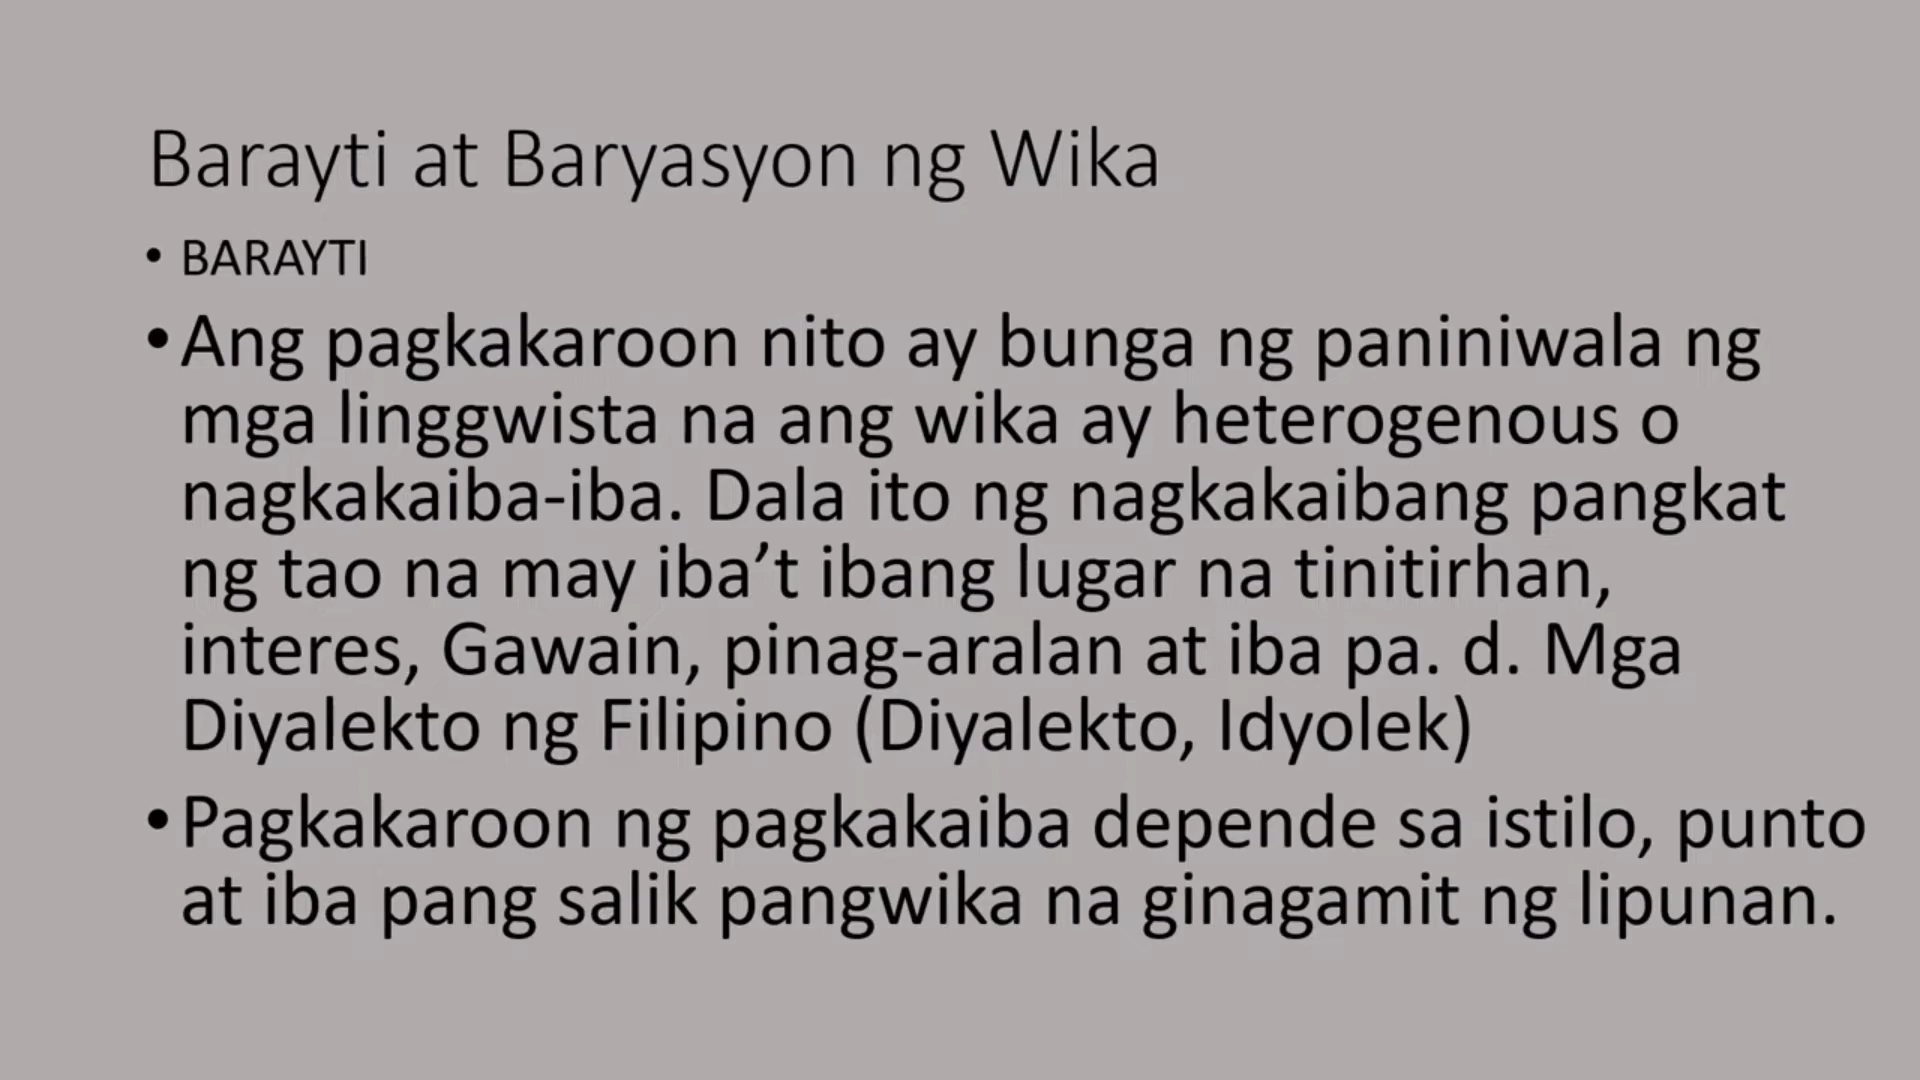 Barayti at Baryasyon ng Wika
• BARAYTI
• Ang pagkakaroon nito ay bunga ng paniniwala ng
mga linggwista na ang wika ay heterogenous o
nagkakaiba-iba. Dala ito ng nagkakaibang pangkat
ng tao na may iba’t ibang lugar na tinitirhan,
interes, Gawain, pinag-aralan at iba pa. d. Mga
Diyalekto ng Filipino (Diyalekto, Idyolek)
• Pagkakaroon ng pagkakaiba depende sa istilo, punto
at iba pang salik pangwika na ginagamit ng lipunan.